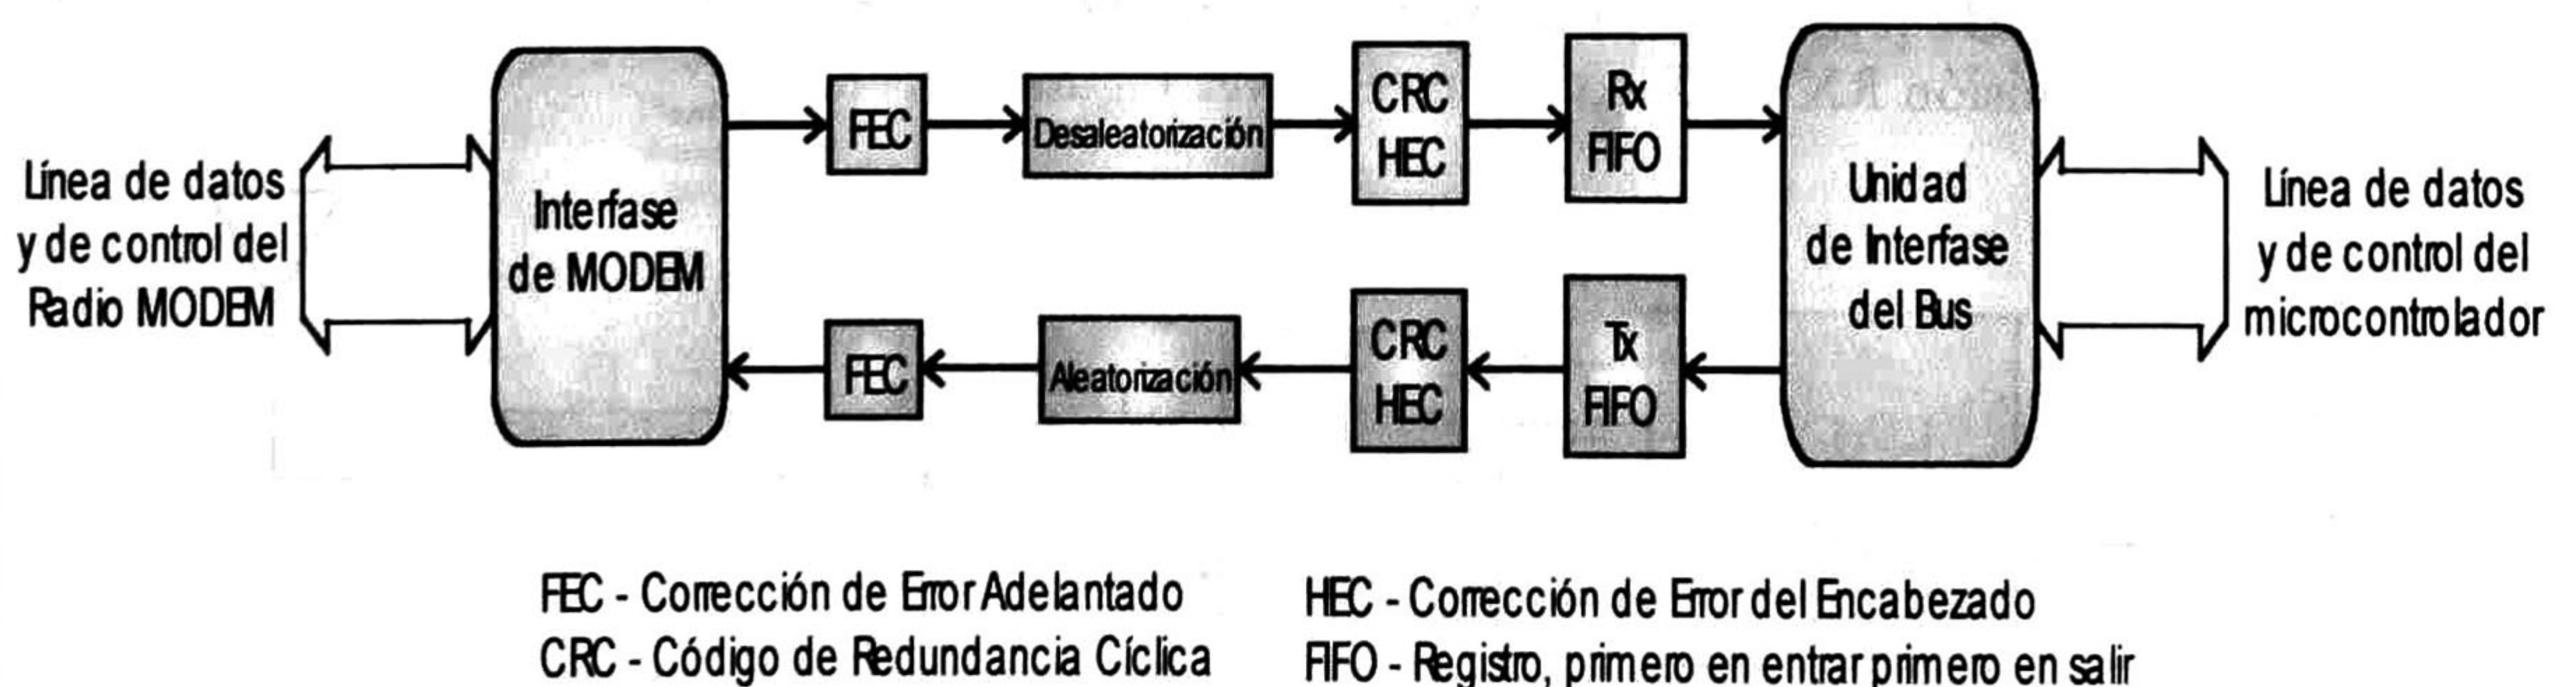 Línea de datos
y de control del
Radio MODEM
Interfase
de MODEM
FEC
Desaleatorización
CRC
HEC
Rx
FIFO
Unidad
de Interfase
del Bus
Línea de datos
y de control del
microcontrolador
FEC
Aleatorización
CRC
HEC
Tx
FIFO
FEC - Corrección de Error Adelantado
CRC - Código de Redundancia Cíclica
HEC - Corrección de Error del Encabezado
FIFO - Registro, primero en entrar primero en salir